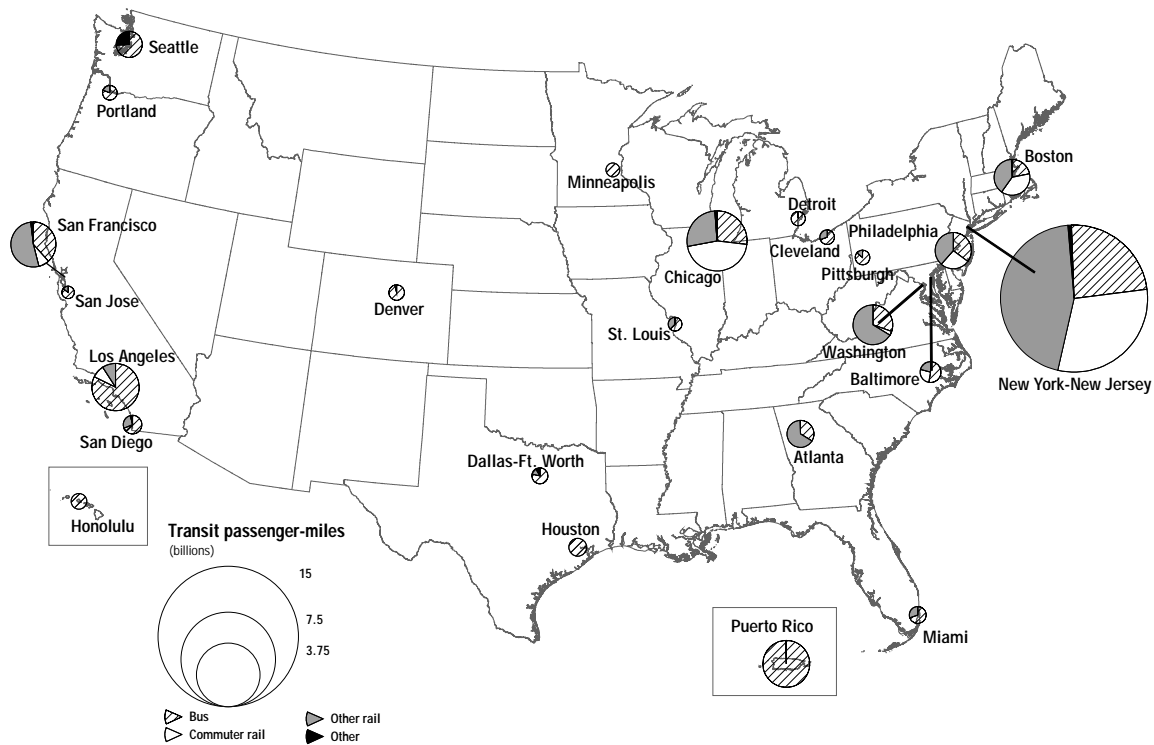 Seattle
Portland
Minneapolis
Boston
Detroit
San Francisco
Philadelphia
Cleveland
Pittsburgh
Chicago
San Jose
Denver
St. Louis
Washington
Los Angeles
Baltimore
New York-New Jersey
San Diego
Atlanta
Dallas-Ft. Worth
Honolulu
Houston
Transit passenger-miles
(billions)
15
7.5
3.75
Puerto Rico
Miami
Bus
Other rail
Commuter rail
Other